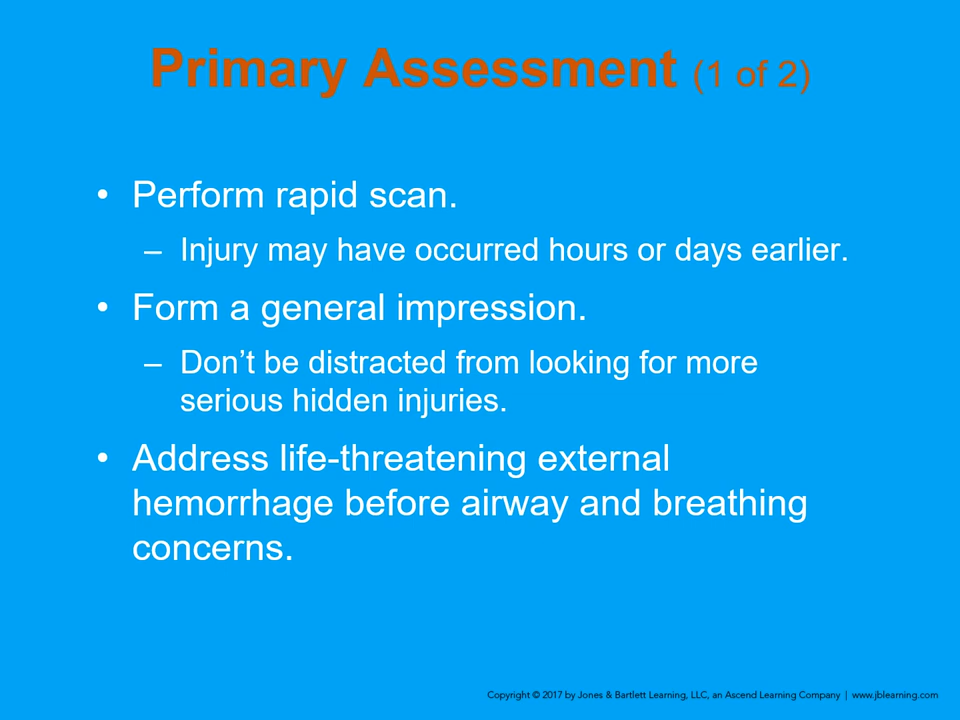 Primary Assessment (1 of 2)
• Perform rapid scan.
– Injury may have occurred hours or days earlier.
• Form a general impression.
– Don’t be distracted from looking for more
serious hidden injuries.
• Address life-threatening external
hemorrhage before airway and breathing
concerns.
Copyright © 2017 by Jones & Bartlett Learning, LLC, an Ascend Learning Company | www.jblearning.com